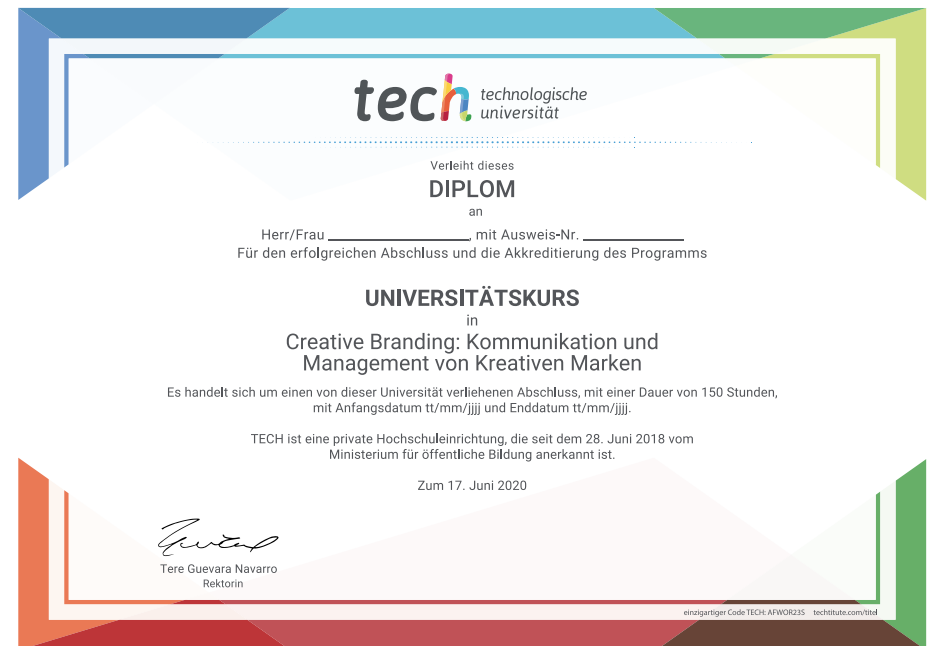 tech technologische
universität
Verleiht dieses
DIPLOM
an
Herr/Frau ____________________, mit Ausweis-Nr. ______________
Für den erfolgreichen Abschluss und die Akkreditierung des Programms
UNIVERSITÄTSKURS
in
Creative Branding: Kommunikation und
Management von Kreativen Marken
Es handelt sich um einen von dieser Universität verliehenen Abschluss, mit einer Dauer von 150 Stunden,
mit Anfangsdatum tt/mm/jjjj und Enddatum tt/mm/jjjj.
TECH ist eine private Hochschuleinrichtung, die seit dem 28. Juni 2018 vom
Ministerium für öffentliche Bildung anerkannt ist.
Zum 17. Juni 2020
Tere Guevara Navarro
Rektorin
einzigartiger Code TECH: AFWOR23S techtitute.com/titel